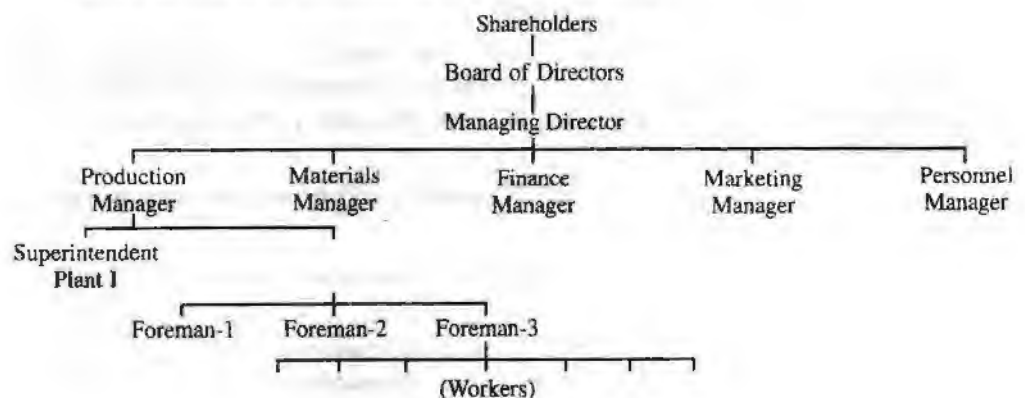 Shareholders
Board of Directors
Managing Director
Production Manager
Materials Manager
Finance Manager
Marketing Manager
Personnel Manager
Superintendent
Plant 1
Foreman-1 Foreman-2 Foreman-3
(Workers)